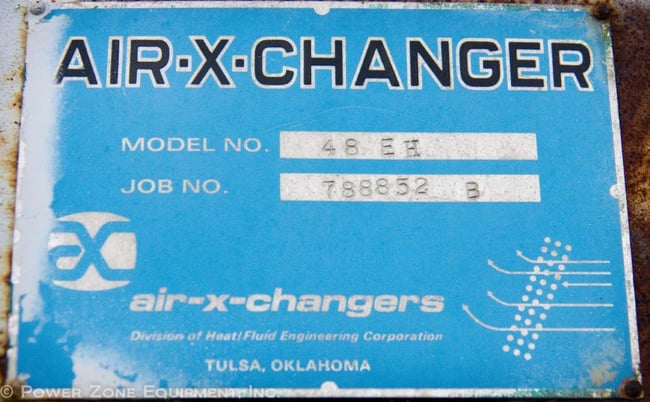 AIR·X·CHANGER
MODEL NO. 48 EH
JOB NO. 788852 B
aX
air-x-changers
Division of Heat/Fluid Engineering Corporation
TULSA, OKLAHOMA
© Power Zone Equipment, Inc.